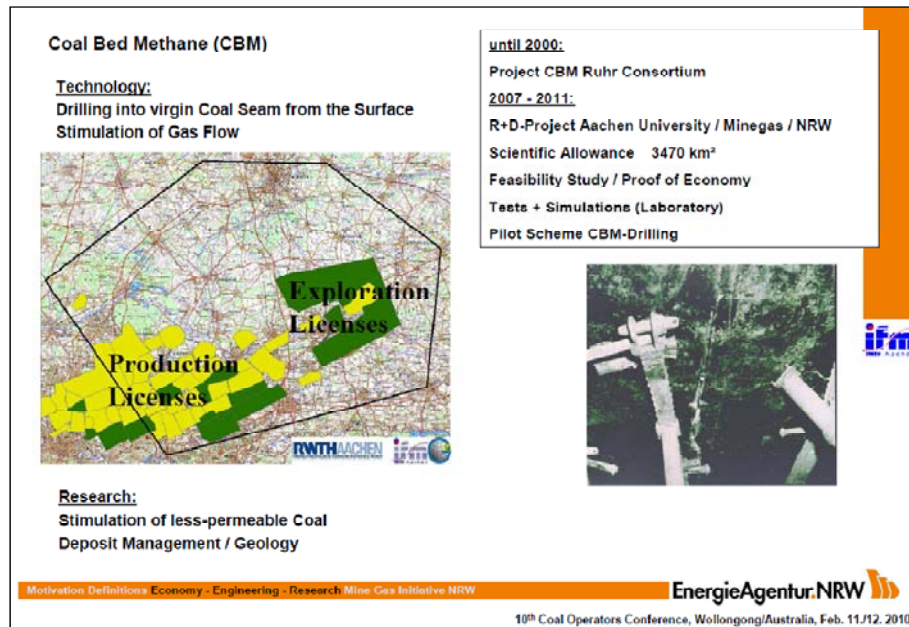 Coal Bed Methane (CBM)
Technology:
Drilling into virgin Coal Seam from the Surface
Stimulation of Gas Flow
until 2000:
Project CBM Ruhr Consortium
2007 - 2011:
R+D-Project Aachen University / Minegas / NRW
Scientific Allowance 3470 km²
Feasibility Study / Proof of Economy
Tests + Simulations (Laboratory)
Pilot Scheme CBM-Drilling
Exploration
Licenses
Production
Licenses
RWTHAACHEN
ifm
ifm
Research:
Stimulation of less-permeable Coal
Deposit Management / Geology
Motivation Definitions Economy - Engineering - Research Mine Gas Initiative NRW
EnergieAgentur.NRW
10th Coal Operators Conference, Wollongong/Australia, Feb. 11./12. 2010